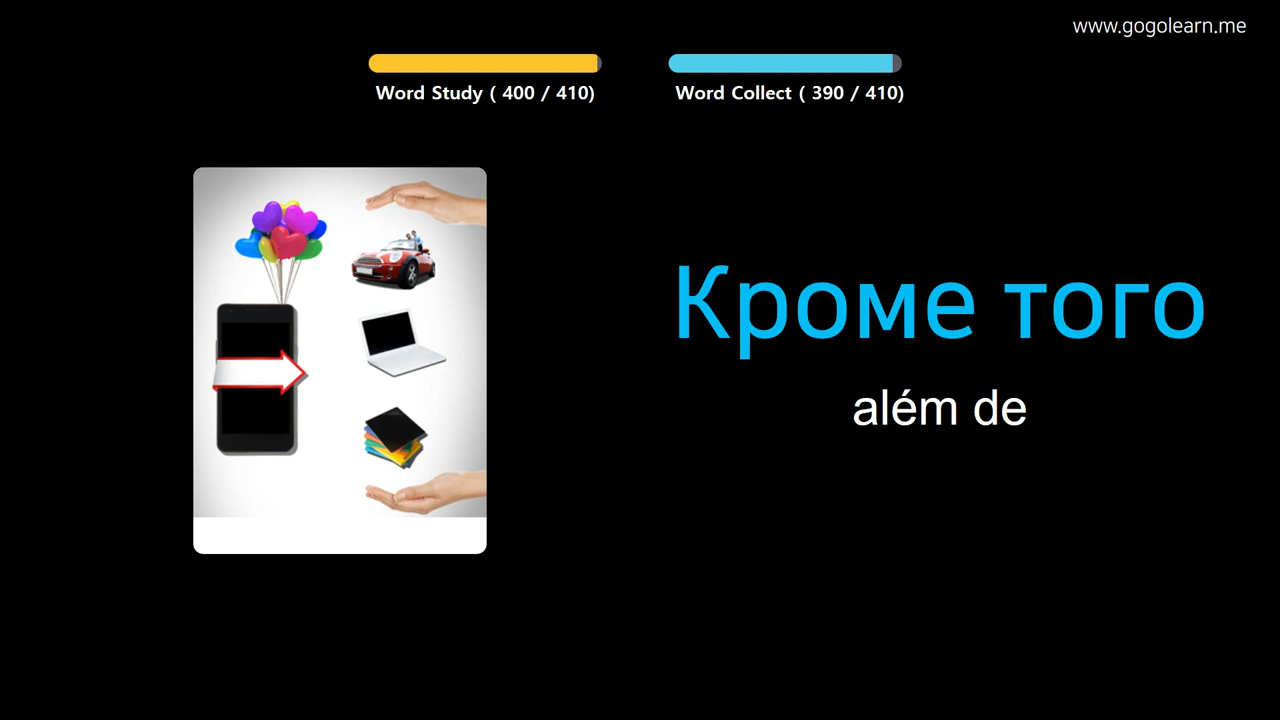 www.gogolearn.me
Word Study ( 400 / 410)
Word Collect ( 390 / 410)
Кроме того
além de